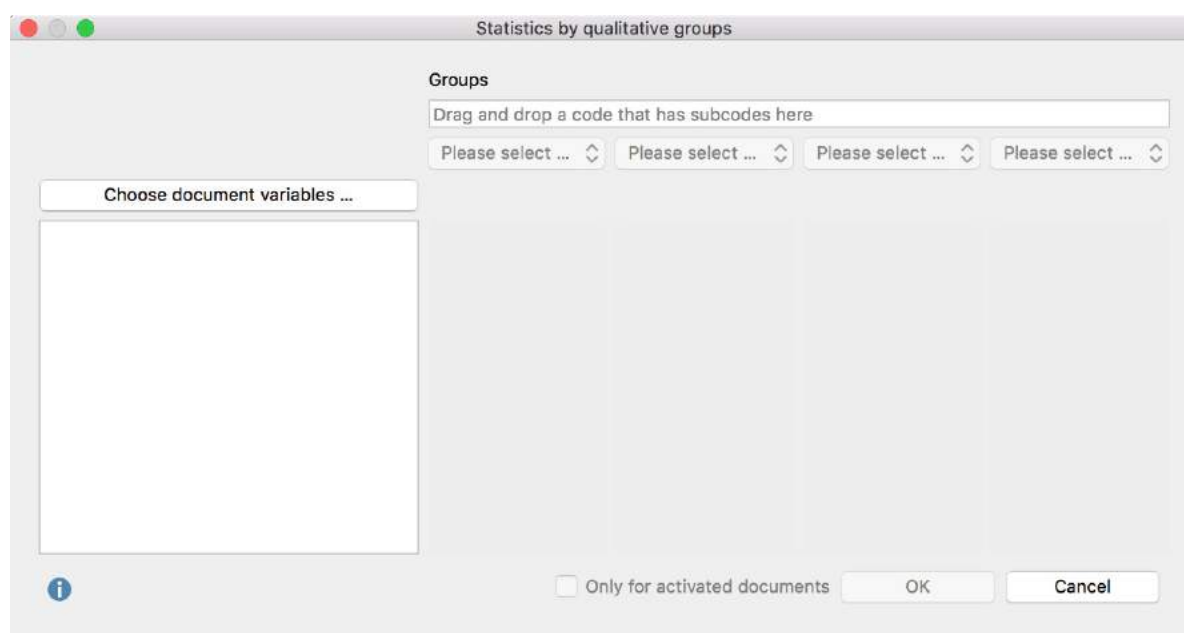 Statistics by qualitative groups
Groups
Drag and drop a code that has subcodes here
Please select ... Please select ... Please select ... Please select ...
Choose document variables ...
Only for activated documents OK Cancel